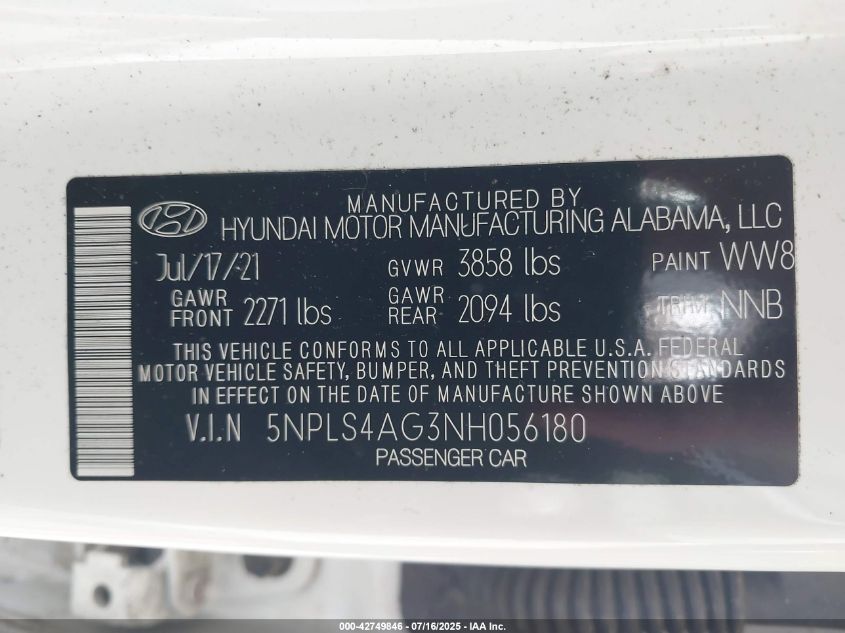 MANUFACTURED BY
HYUNDAI MOTOR MANUFACTURING ALABAMA, LLC
Jul/17/21 GVWR 3858 lbs PAINT WW8
GAWR FRONT 2271 lbs GAWR REAR 2094 lbs TRIM NNB
THIS VEHICLE CONFORMS TO ALL APPLICABLE U.S.A. FEDERAL
MOTOR VEHICLE SAFETY, BUMPER, AND THEFT PREVENTION STANDARDS
IN EFFECT ON THE DATE OF MANUFACTURE SHOWN ABOVE
V.I.N 5NPLS4AG3NH056180
PASSENGER CAR
000-42749846 - 07/16/2025 - IAA Inc.